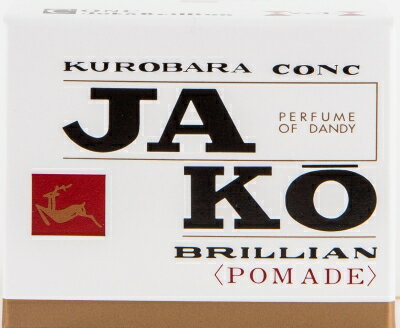 KUROBARA CONC
JA
PERFUME
OF DANDY
KŌ
BRILLIAN
〈POMADE〉